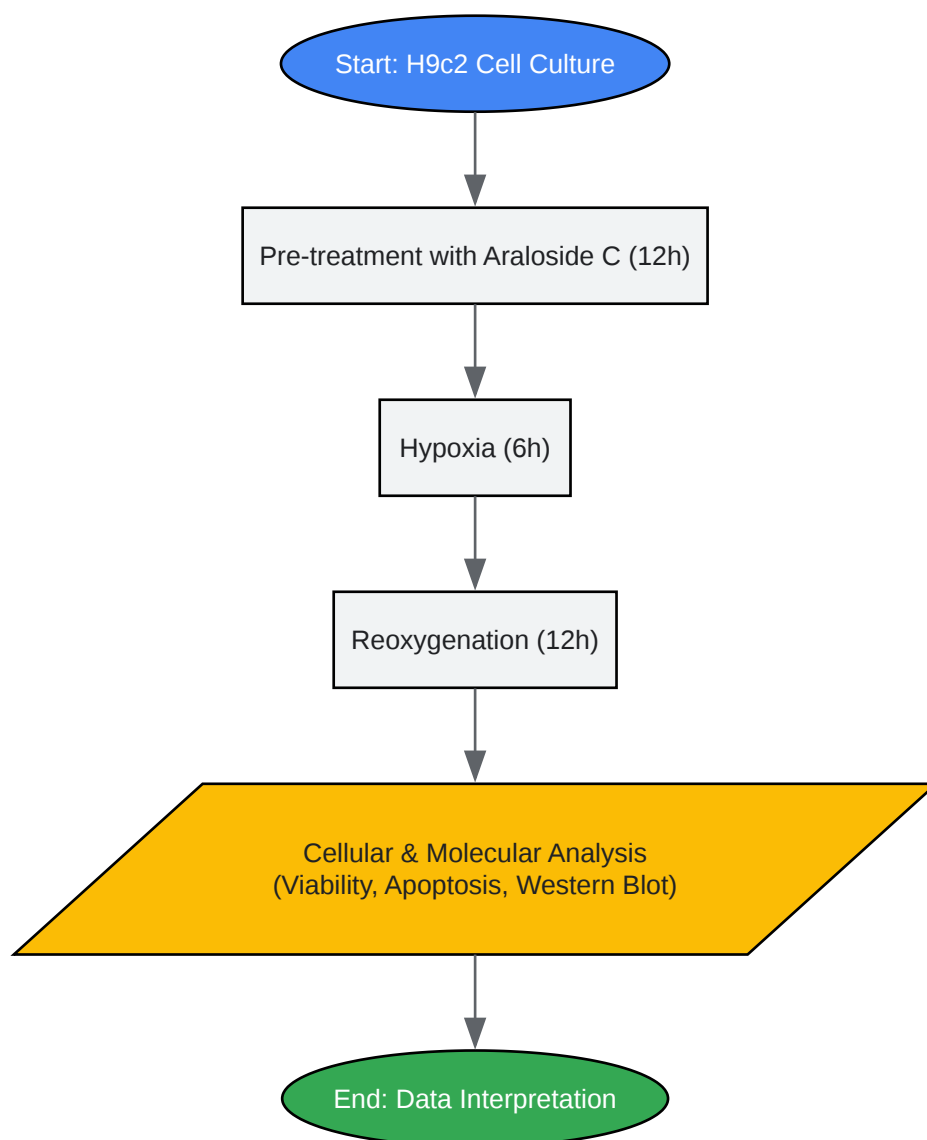 Start: H9c2 Cell Culture
Pre-treatment with Araloside C (12h)
Hypoxia (6h)
Reoxygenation (12h)
Cellular & Molecular Analysis
(Viability, Apoptosis, Western Blot)
End: Data Interpretation